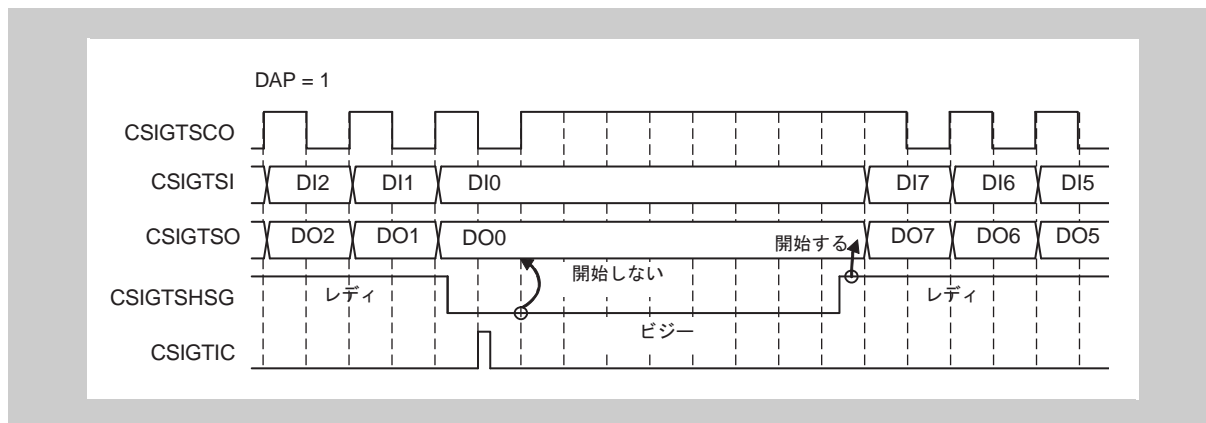 DAP = 1
CSIGTSCO
CSIGTSI DI2 DI1 DI0 DI7 DI6 DI5
CSIGTSO DO2 DO1 DO0 開始する DO7 DO6 DO5
開始しない
CSIGTSHSG レディ レディ
ビジー
CSIGTIC